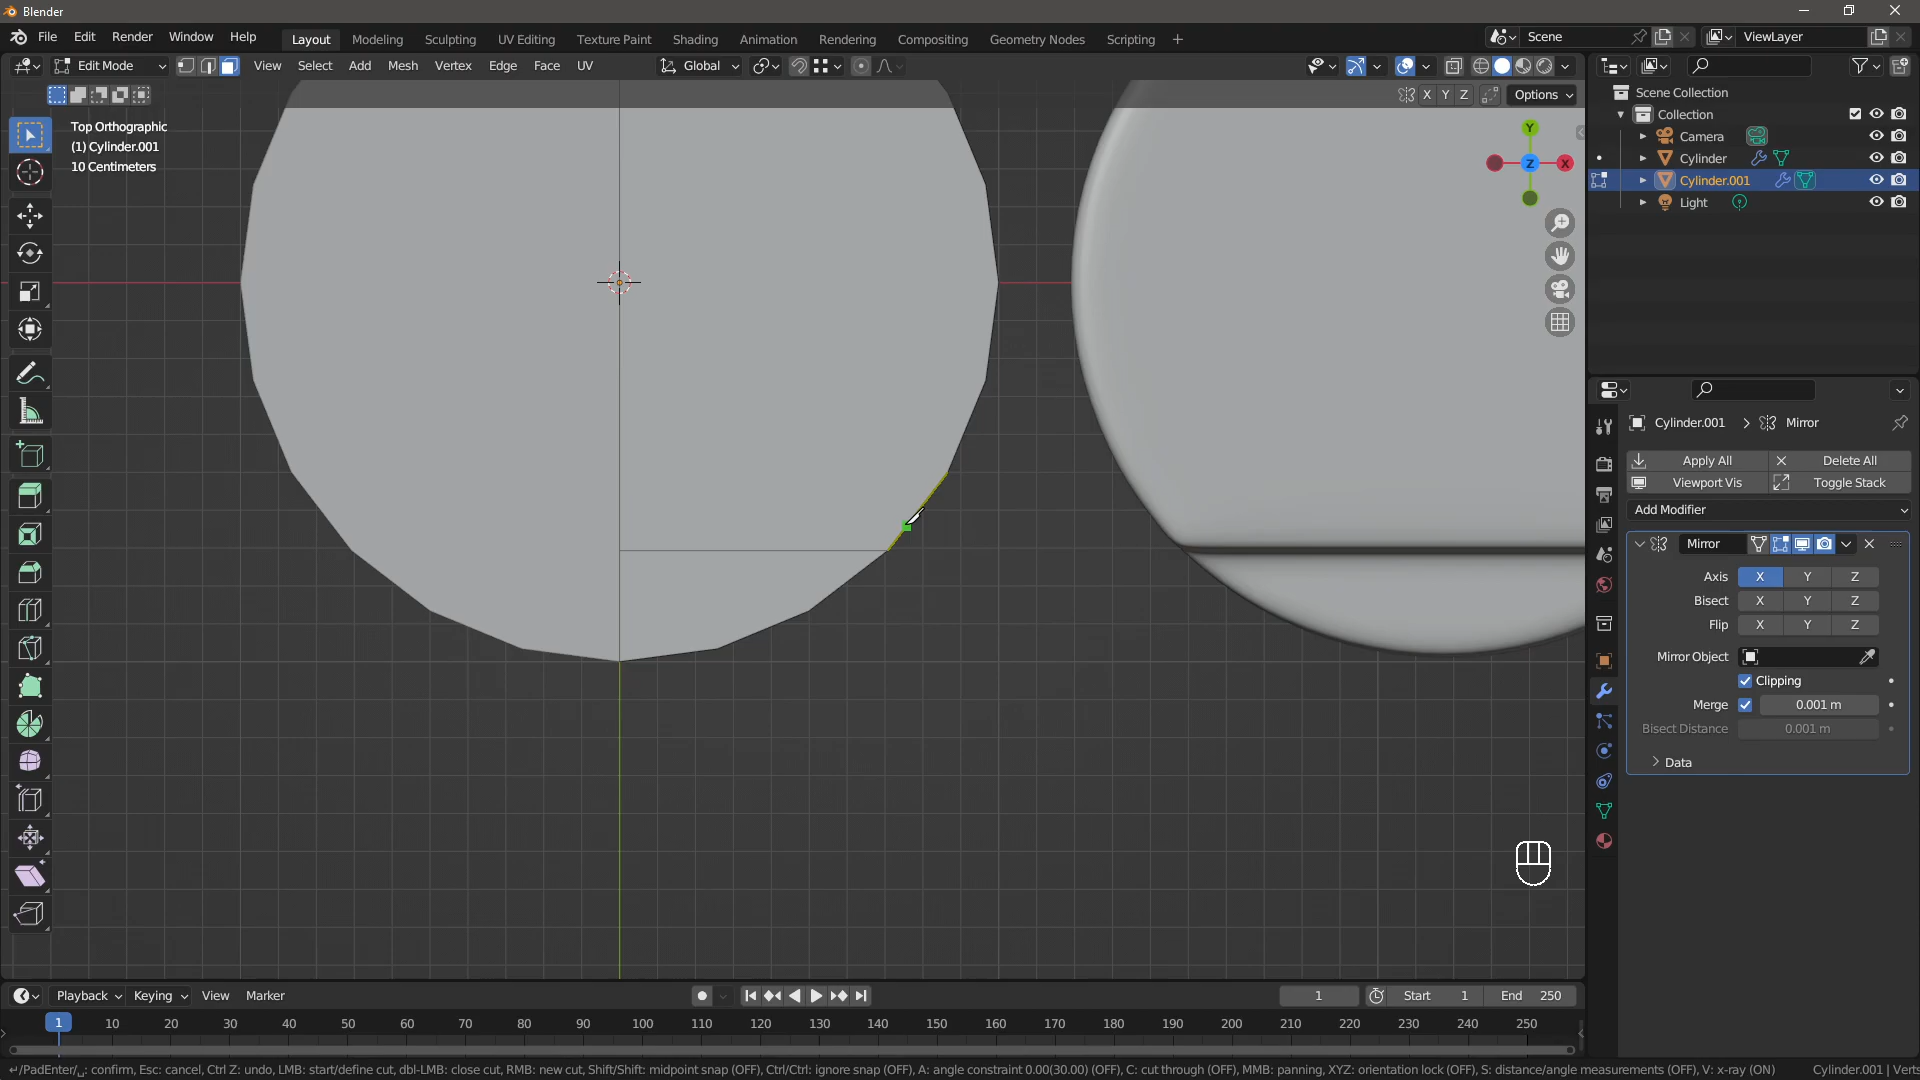 Blender
File Edit Render Window Help
Layout Modeling Sculpting UV Editing Texture Paint Shading Animation Rendering Compositing Geometry Nodes Scripting +
Scene
ViewLayer
Edit Mode
View Select Add Mesh Vertex Edge Face UV
Global
X Y Z
Options
Top Orthographic
(1) Cylinder.001
10 Centimeters
Y
Z
X
Scene Collection
Collection
Camera
Cylinder
Cylinder.001
Light
Cylinder.001 > Mirror
Apply All
Delete All
Viewport Vis
Toggle Stack
Add Modifier
Mirror
Axis X Y Z
Bisect X Y Z
Flip X Y Z
Mirror Object
Clipping
Merge 0.001 m
Bisect Distance 0.001 m
Data
Playback Keying View Marker
1
Start 1
End 250
1 10 20 30 40 50 60 70 80 90 100 110 120 130 140 150 160 170 180 190 200 210 220 230 240 250
↵/PadEnter/␣: confirm, Esc: cancel, Ctrl Z: undo, LMB: start/define cut, dbl-LMB: close cut, RMB: new cut, Shift/Shift: midpoint snap (OFF), Ctrl/Ctrl: ignore snap (OFF), A: angle constraint 0.00(30.00) (OFF), C: cut through (OFF), MMB: panning, XYZ: orientation lock (OFF), S: distance/angle measurements (OFF), V: x-ray (ON)
Cylinder.001 | Verts